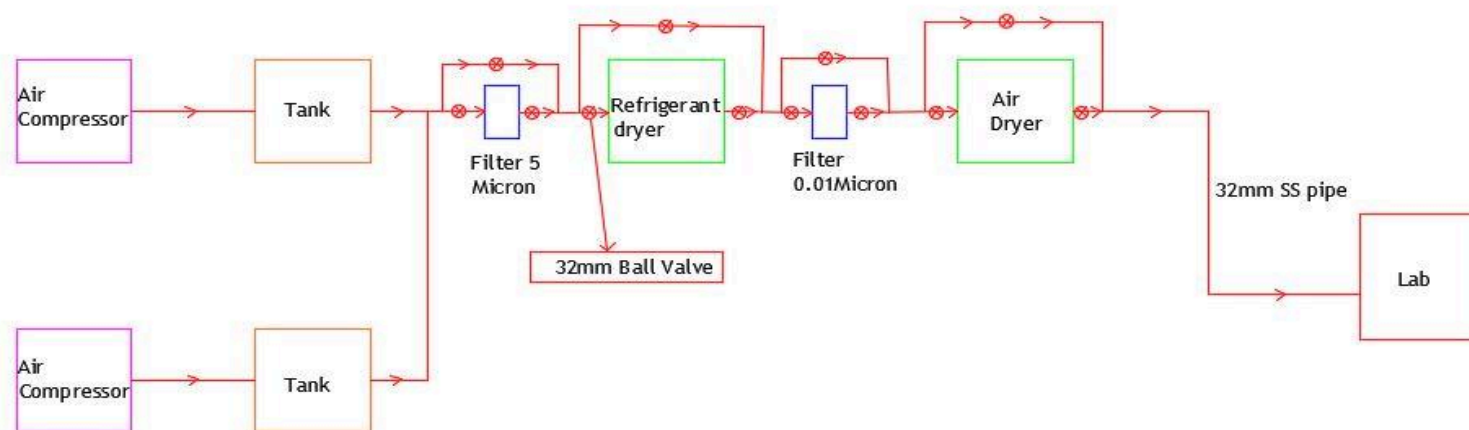 Air
Compressor
Tank
Filter 5
Micron
Refrigerant
dryer
Filter
0.01Micron
Air
Dryer
32mm SS pipe
32mm Ball Valve
Lab
Air
Compressor
Tank